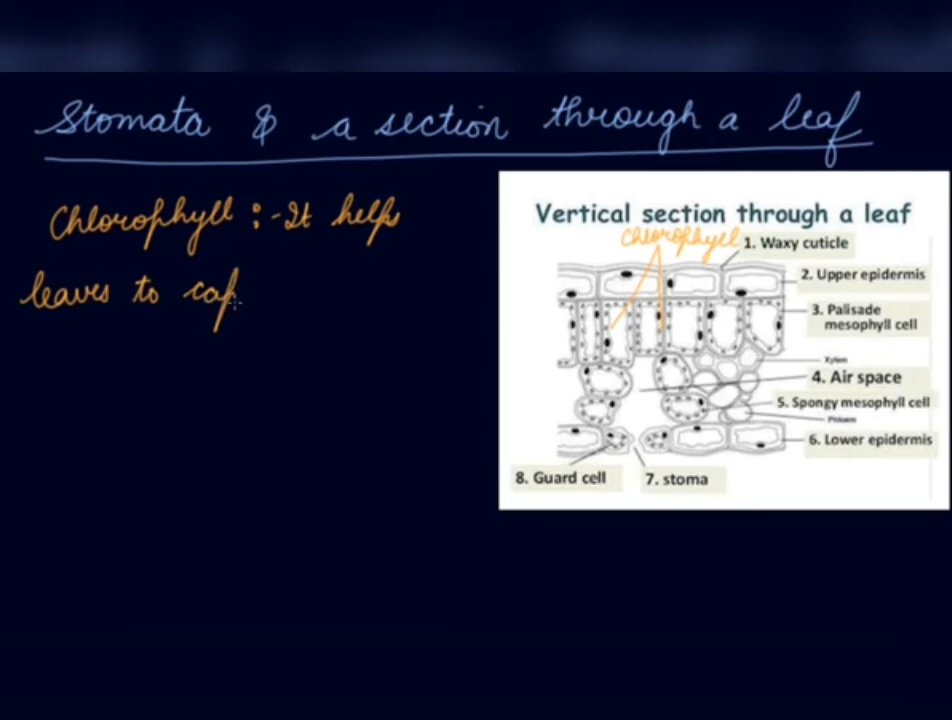 Stomata & a section through a leaf
Chlorophyll :- It helps
leaves to cap
Vertical section through a leaf
chlorophyll
1. Waxy cuticle
2. Upper epidermis
3. Palisade
mesophyll cell
Xylem
4. Air space
5. Spongy mesophyll cell
Phloem
6. Lower epidermis
8. Guard cell
7. stoma